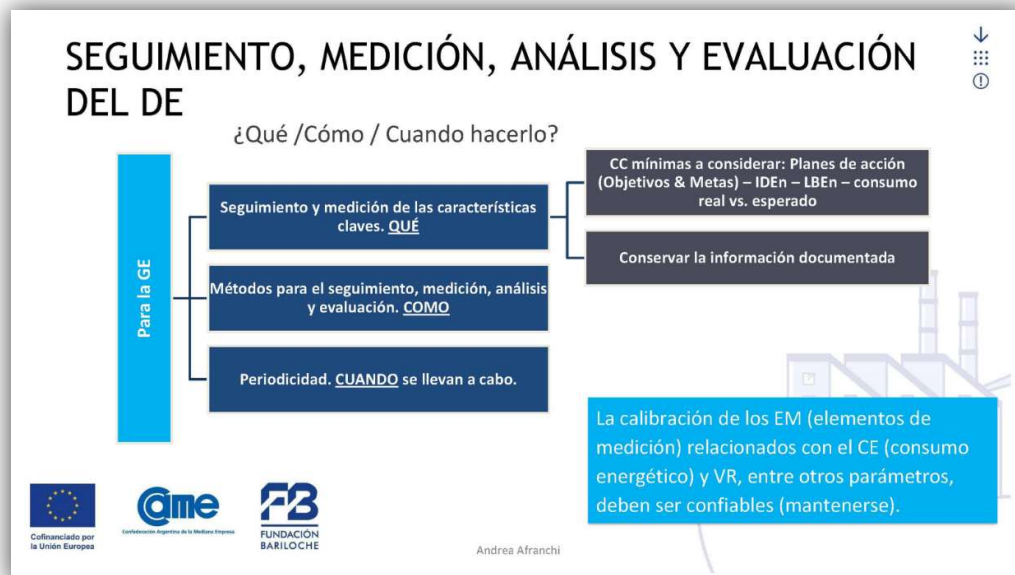 SEGUIMIENTO, MEDICIÓN, ANÁLISIS Y EVALUACIÓN
DEL DE
¿Qué /Cómo / Cuando hacerlo?
Para la GE
Seguimiento y medición de las características
claves. QUÉ
CC mínimas a considerar: Planes de acción
(Objetivos & Metas) – IDEn – LBEn – consumo
real vs. esperado
Conservar la información documentada
Métodos para el seguimiento, medición, análisis
y evaluación. COMO
Periodicidad. CUANDO se llevan a cabo.
La calibración de los EM (elementos de
medición) relacionados con el CE (consumo
energético) y VR, entre otros parámetros,
deben ser confiables (mantenerse).
Cofinanciado por
la Unión Europea
Came
Confederación Argentina de la Mediana Empresa
FB
FUNDACIÓN
BARILOCHE
Andrea Afranchi